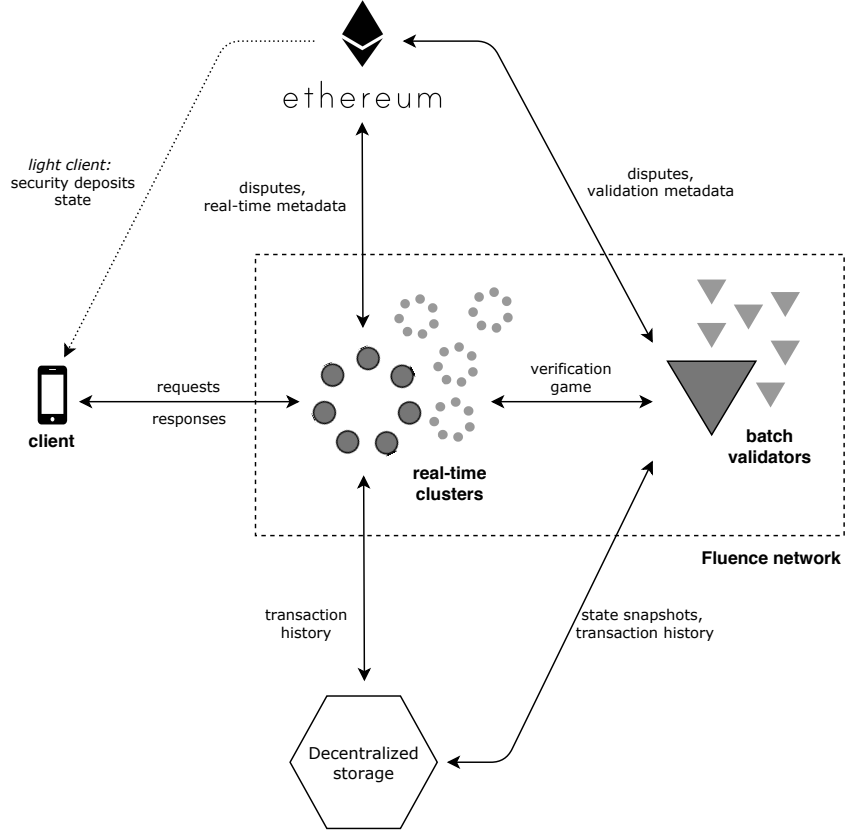 ethereum
light client:
security deposits
state
disputes,
real-time metadata
disputes,
validation metadata
requests
responses
client
verification
game
real-time
clusters
batch
validators
Fluence network
transaction
history
state snapshots,
transaction history
Decentralized
storage